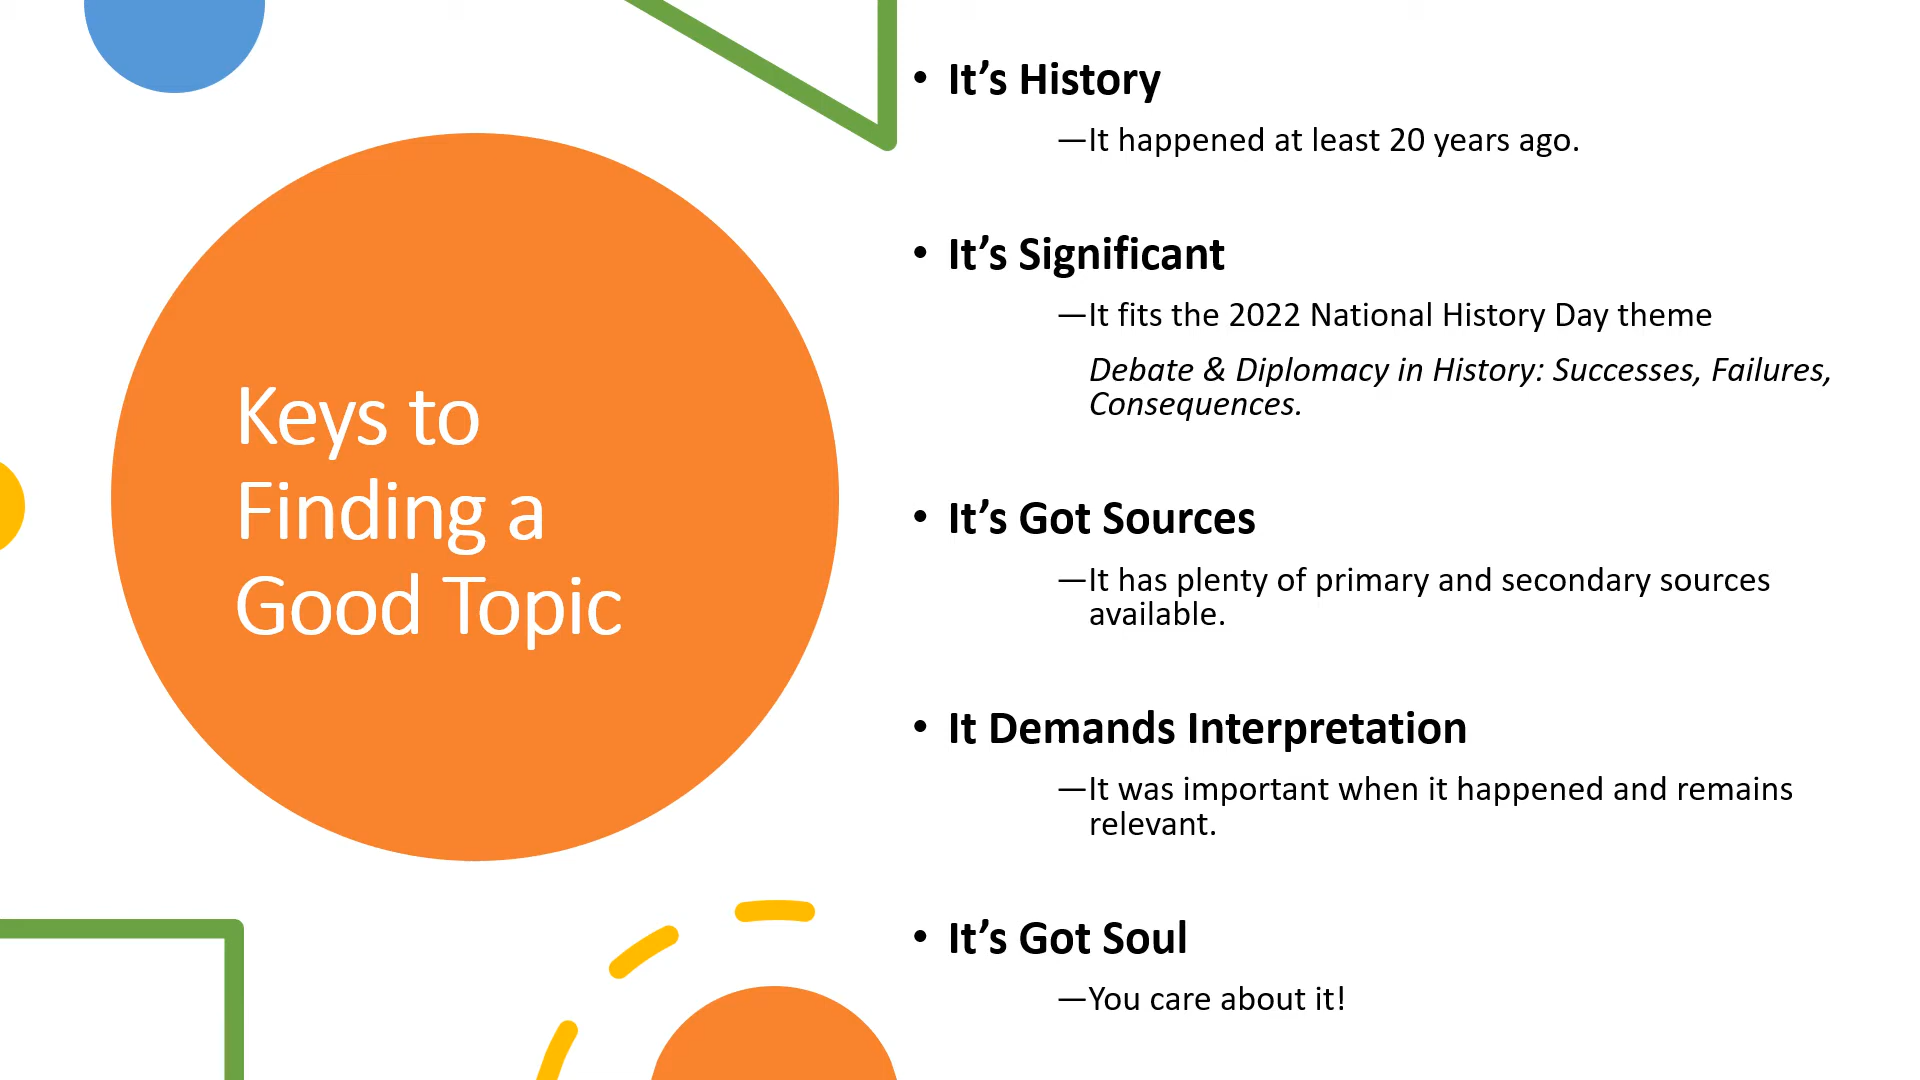 Keys to
Finding a
Good Topic
• It’s History
—It happened at least 20 years ago.
• It’s Significant
—It fits the 2022 National History Day theme
Debate & Diplomacy in History: Successes, Failures,
Consequences.
• It’s Got Sources
—It has plenty of primary and secondary sources
available.
• It Demands Interpretation
—It was important when it happened and remains
relevant.
• It’s Got Soul
—You care about it!